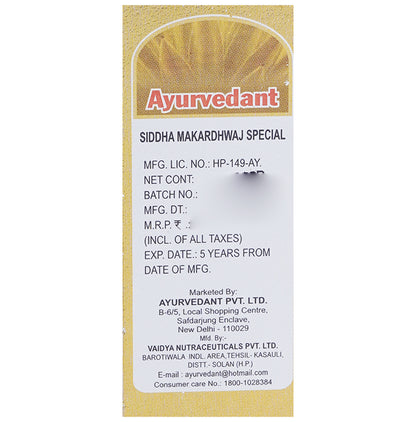 Ayurvedant
SIDDHA MAKARDHWAJ SPECIAL
MFG. LIC. NO.: HP-149-AY.
NET CONT:
BATCH NO.:
MFG. DT.:
M.R.P. ₹ .:
(INCL. OF ALL TAXES)
EXP. DATE.: 5 YEARS FROM
DATE OF MFG.
Marketed By:
AYURVEDANT PVT. LTD.
B-6/5, Local Shopping Centre,
Safdarjung Enclave,
New Delhi - 110029
Mfd. By:-
VAIDYA NUTRACEUTICALS PVT. LTD.
BAROTIWALA INDL. AREA,TEHSIL- KASAULI,
DISTT.- SOLAN (H.P.)
E-mail : ayurvedant@hotmail.com
Consumer care No.: 1800-1028384